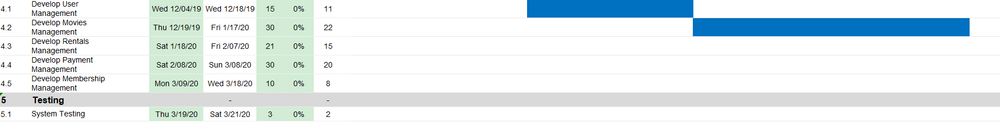 4.1 Develop User Management Wed 12/04/19 Wed 12/18/19 15 0% 11
4.2 Develop Movies Management Thu 12/19/19 Fri 1/17/20 30 0% 22
4.3 Develop Rentals Management Sat 1/18/20 Fri 2/07/20 21 0% 15
4.4 Develop Payment Management Sat 2/08/20 Sun 3/08/20 30 0% 20
4.5 Develop Membership Management Mon 3/09/20 Wed 3/18/20 10 0% 8
5 Testing - -
5.1 System Testing Thu 3/19/20 Sat 3/21/20 3 0% 2